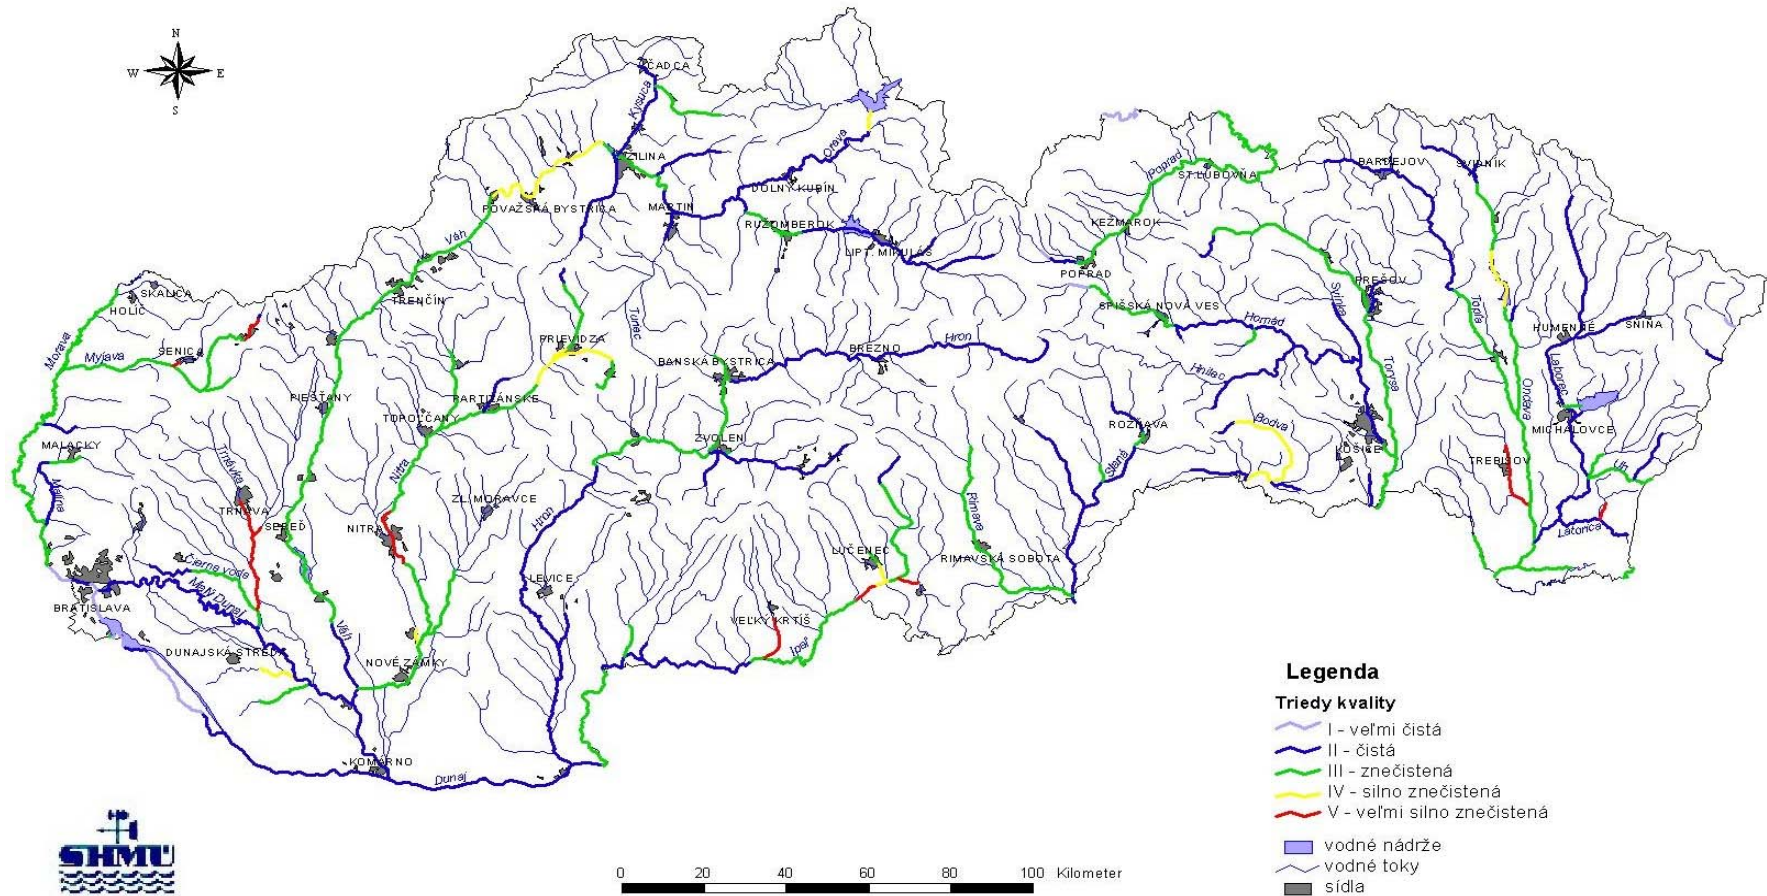 N
W E
S
ČADCA
Kysuca
ŽILINA
Orava
DOLNÝ KUBÍN
POVAŽSKÁ BYSTRICA
MARTIN
RUŽOMBEROK
LIPT. MIKULÁŠ
Váh
Poprad
ST.ĽUBOVŇA
BARDEJOV
SVIDNÍK
KEŽMAROK
POPRAD
SKALICA
HOLÍČ
TRENČÍN
SPIŠSKÁ NOVÁ VES
PREŠOV
Svinka
Topľa
Morava
Myjava
SENICA
PRIEVIDZA
Turiec
BANSKÁ BYSTRICA
BREZNO
Hron
Hornád
Hnilec
Torysa
HUMENNÉ
SNINA
Laborec
Ondava
PIEŠŤANY
PARTIZÁNSKE
TOPOĽČANY
ZVOLEN
ROŽŇAVA
Bodva
KOŠICE
MICHALOVCE
MALACKY
Malina
Trnávka
TRNAVA
SEREĎ
Nitra
NITRA
ZL. MORAVCE
Hron
Slaná
Rimava
TREBIŠOV
Uh
Latorica
LUČENEC
RIMAVSKÁ SOBOTA
Čierna voda
Malý Dunaj
BRATISLAVA
LEVICE
VEĽKÝ KRTÍŠ
Ipeľ
Váh
DUNAJSKÁ STREDA
NOVÉ ZÁMKY
KOMÁRNO
Dunaj
Legenda
Triedy kvality
I - veľmi čistá
II - čistá
III - znečistená
IV - silno znečistená
V - veľmi silno znečistená
vodné nádrže
vodné toky
sídla
SHMÚ
0 20 40 60 80 100 Kilometer